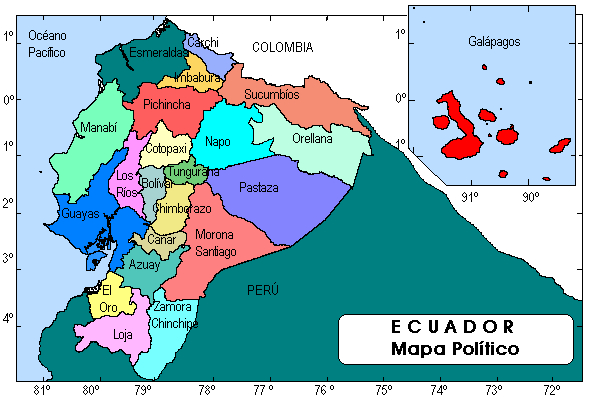 Océano
Pacífico
Esmeraldas
Carchi
COLOMBIA
Galápagos
Imbabura
Sucumbíos
Pichincha
Manabí
Cotopaxi
Napo
Orellana
Los
Ríos
Bolívar
Tungurahua
Pastaza
Guayas
Chimborazo
Cañar
Morona
Santiago
Azuay
El
Oro
Zamora
Chinchipe
Loja
PERÚ
ECUADOR
Mapa Político
1°
0°
1°
2°
3°
4°
81°
80°
79°
78°
77°
76°
75°
74°
73°
72°
1°
0°
1°
91°
90°